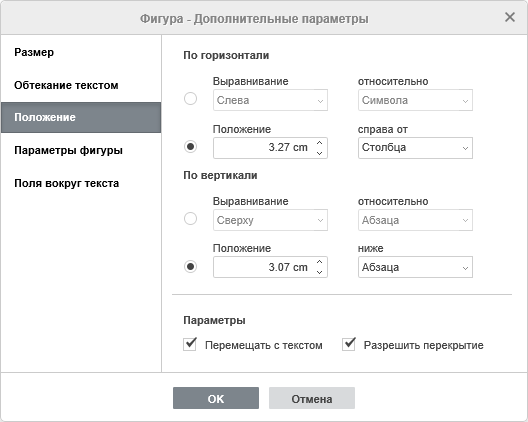 Фигура - Дополнительные параметры
Размер
Обтекание текстом
Положение
Параметры фигуры
Поля вокруг текста
По горизонтали
Выравнивание относительно
Слева Символа
Положение справа от
3.27 cm Столбца
По вертикали
Выравнивание относительно
Сверху Абзаца
Положение ниже
3.07 cm Абзаца
Параметры
Перемещать с текстом Разрешить перекрытие
OK Отмена